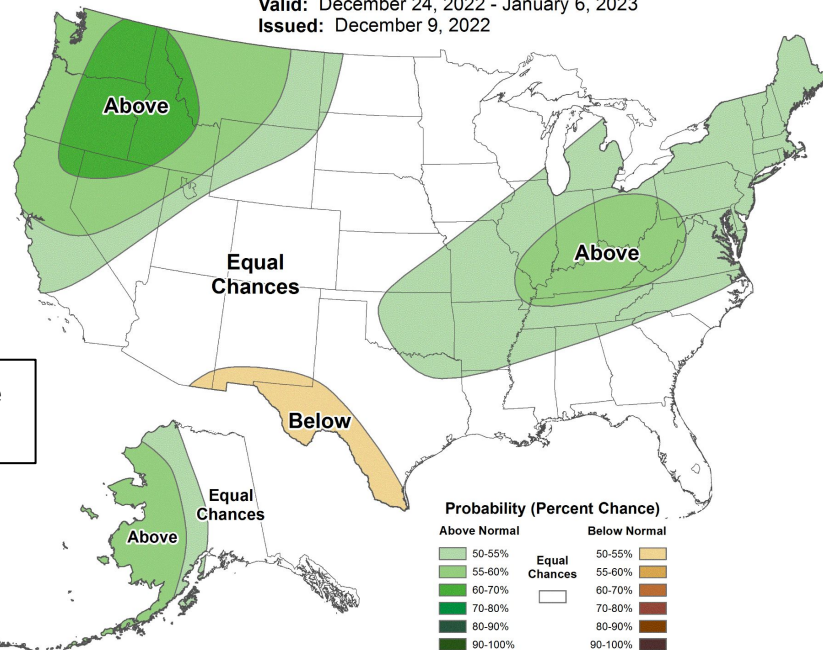 Valid: December 24, 2022 - January 6, 2023
Issued: December 9, 2022
Above
Equal
Chances
Above
Below
Equal
Chances
Above
Probability (Percent Chance)
Above Normal
Below Normal
50-55%
55-60%
60-70%
70-80%
80-90%
90-100%
Equal
Chances
50-55%
55-60%
60-70%
70-80%
80-90%
90-100%